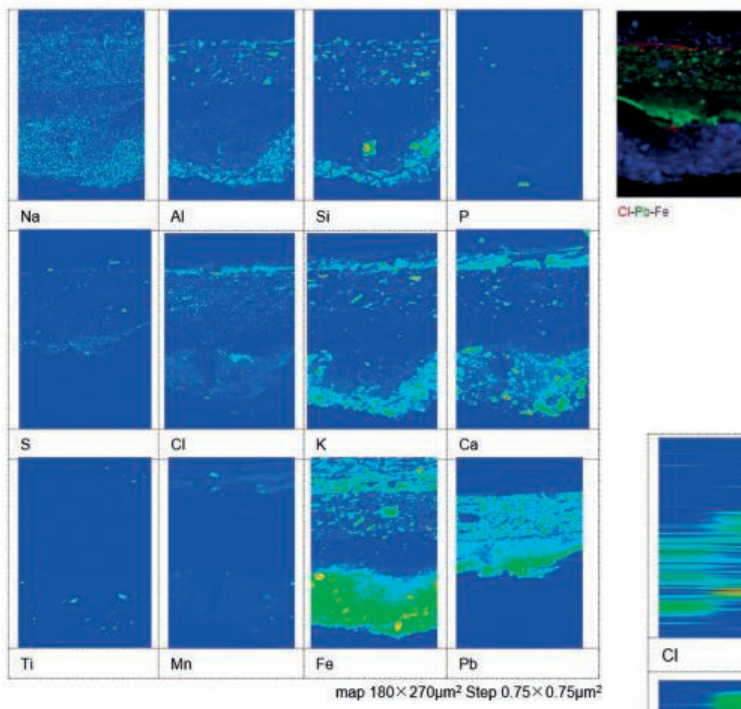 Na Al Si P
Cl-Pb-Fe
S Cl K Ca
Ti Mn Fe Pb
Cl
map 180×270μm² Step 0.75×0.75μm²